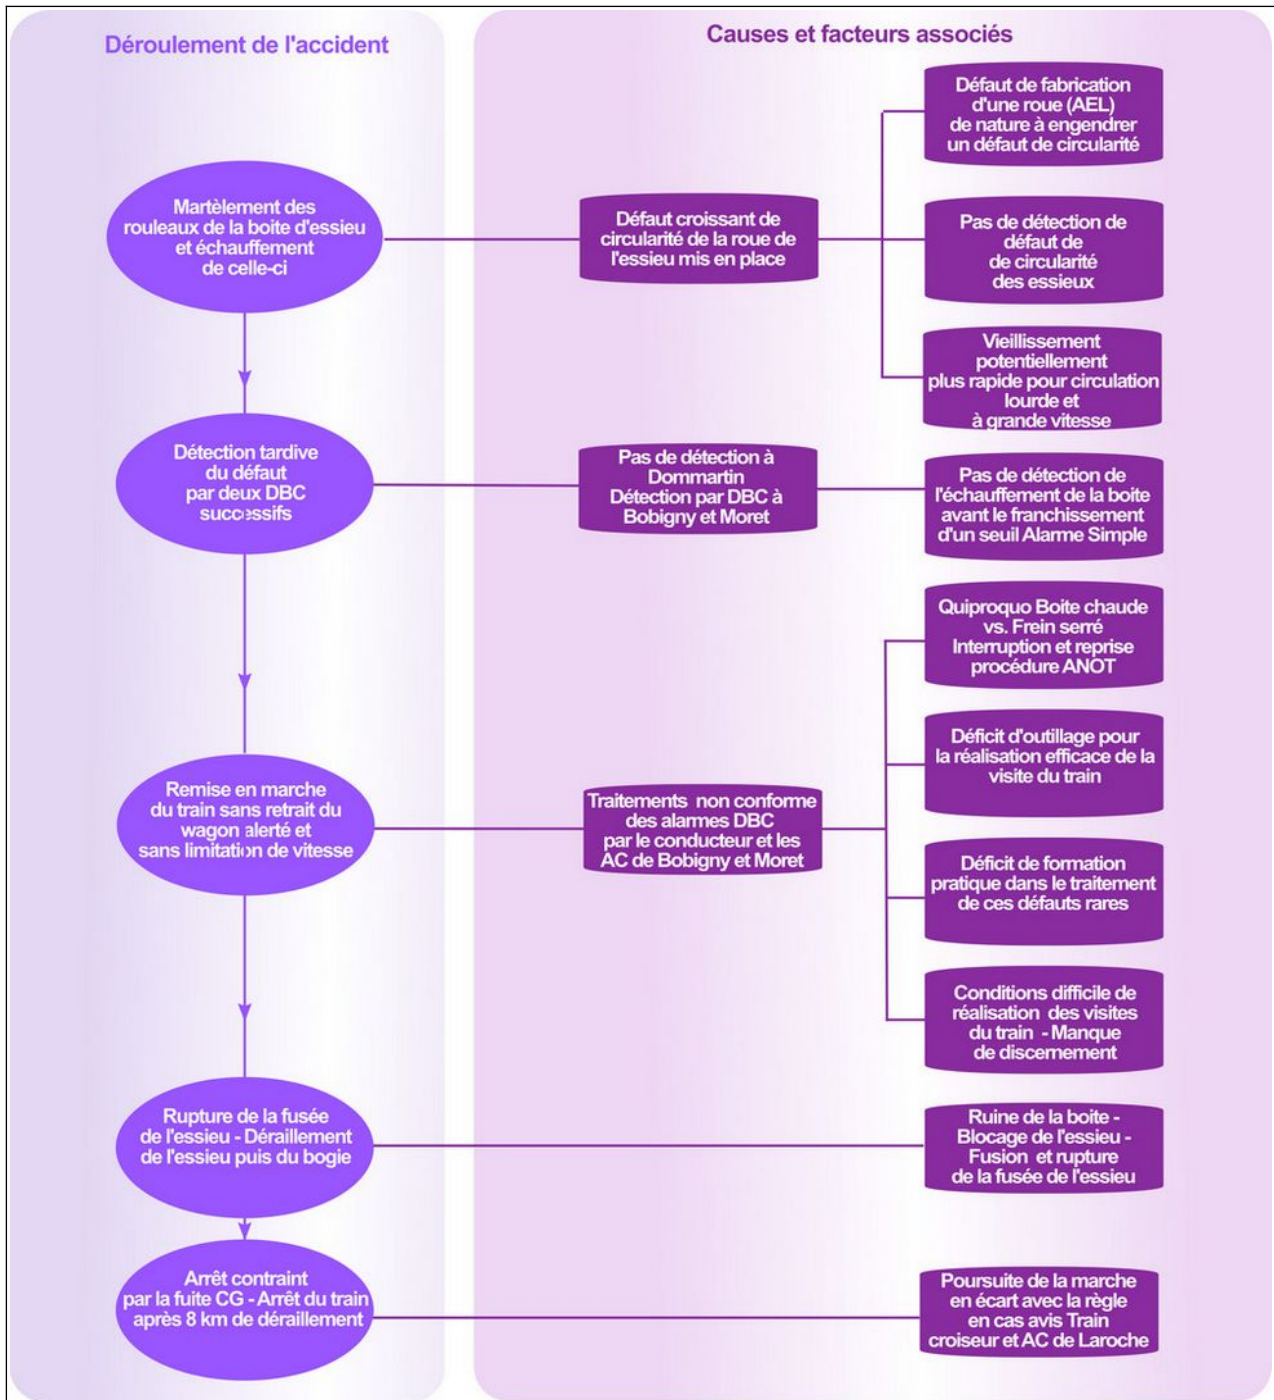 Déroulement de l'accident
Causes et facteurs associés
Martèlement des
rouleaux de la boite d'essieu
et échauffement
de celle-ci
Défaut croissant de
circularité de la roue de
l'essieu mis en place
Défaut de fabrication
d'une roue (AEL)
de nature à engendrer
un défaut de circularité
Pas de détection de
défaut de
de circularité
des essieux
Vieillissement
potentiellement
plus rapide pour circulation
lourde et
à grande vitesse
Détection tardive
du défaut
par deux DBC
successifs
Pas de détection à
Dommartin
Détection par DBC à
Bobigny et Moret
Pas de détection de
l'échauffement de la boite
avant le franchissement
d'un seuil Alarme Simple
Remise en marche
du train sans retrait du
wagon alerté et
sans limitation de vitesse
Traitements non conforme
des alarmes DBC
par le conducteur et les
AC de Bobigny et Moret
Quiproquo Boite chaude
vs. Frein serré
Interruption et reprise
procédure ANOT
Déficit d'outillage pour
la réalisation efficace de la
visite du train
Déficit de formation
pratique dans le traitement
de ces défauts rares
Conditions difficile de
réalisation des visites
du train - Manque
de discernement
Rupture de la fusée
de l'essieu - Déraillement
de l'essieu puis du bogie
Ruine de la boite -
Blocage de l'essieu -
Fusion et rupture
de la fusée de l'essieu
Arrêt contraint
par la fuite CG - Arrêt du train
après 8 km de déraillement
Poursuite de la marche
en écart avec la règle
en cas avis Train
croiseur et AC de Laroche